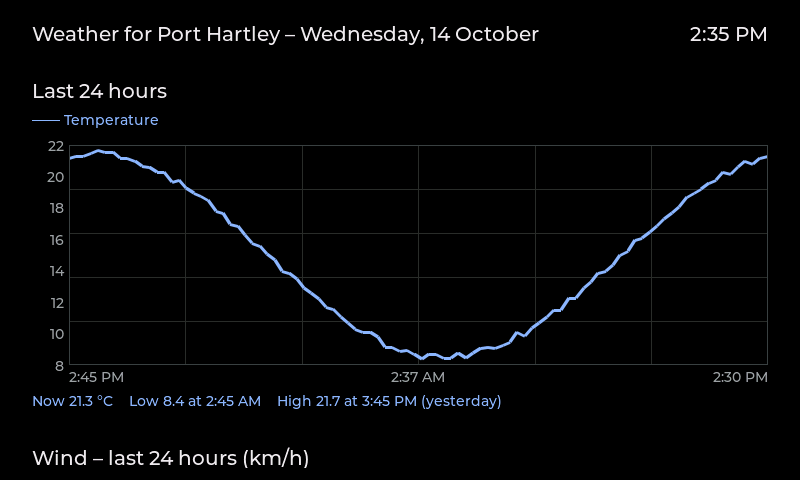 Weather for Port Hartley – Wednesday, 14 October 2:35 PM
Last 24 hours
Temperature
22
20
18
16
14
12
10
8
2:45 PM 2:37 AM 2:30 PM
Now 21.3 °C Low 8.4 at 2:45 AM High 21.7 at 3:45 PM (yesterday)
Wind – last 24 hours (km/h)